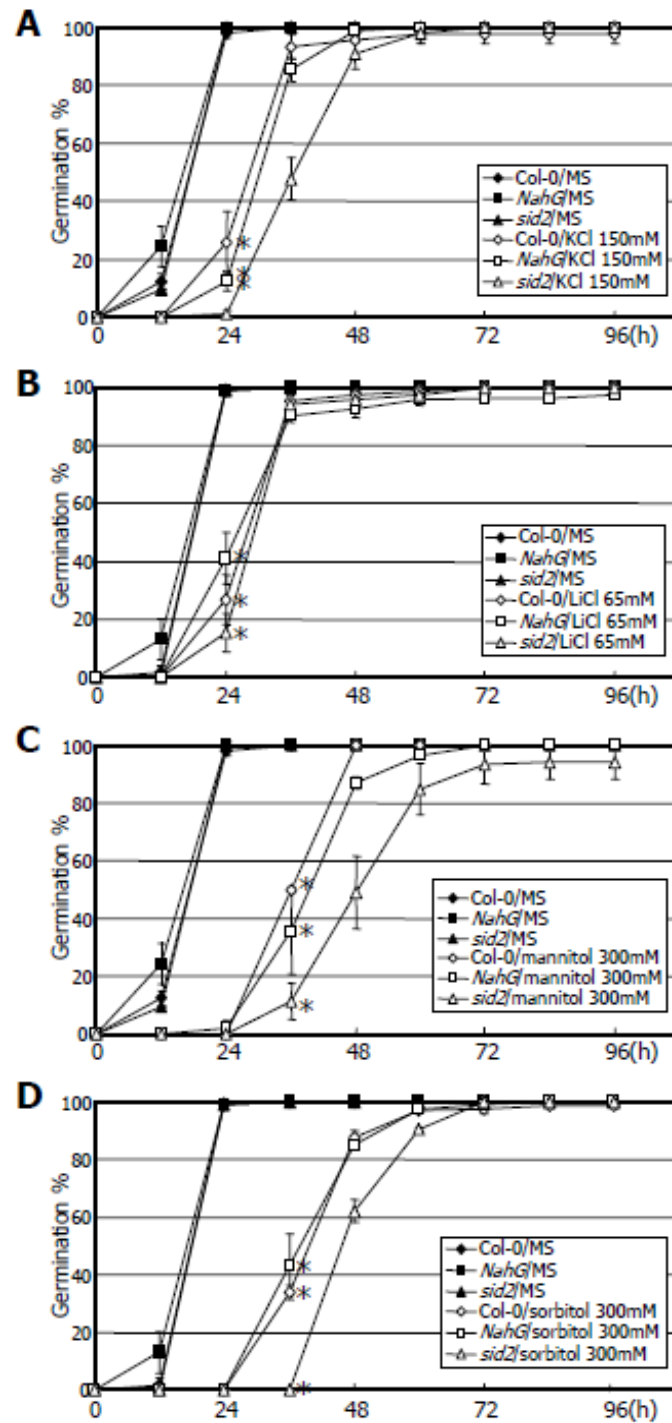 A
Germination %
100
80
60
40
20
0
Col-0/MS
NahG/MS
sid2/MS
Col-0/KCl 150mM
NahG/KCl 150mM
sid2/KCl 150mM
* * *
0 24 48 72 96(h)
B
Germination %
100
80
60
40
20
0
Col-0/MS
NahG/MS
sid2/MS
Col-0/LiCl 65mM
NahG/LiCl 65mM
sid2/LiCl 65mM
* * *
0 24 48 72 96(h)
C
Germination %
100
80
60
40
20
0
Col-0/MS
NahG/MS
sid2/MS
Col-0/mannitol 300mM
NahG/mannitol 300mM
sid2/mannitol 300mM
* * *
0 24 48 72 96(h)
D
Germination %
100
80
60
40
20
0
Col-0/MS
NahG/MS
sid2/MS
Col-0/sorbitol 300mM
NahG/sorbitol 300mM
sid2/sorbitol 300mM
* * *
0 24 48 72 96(h)